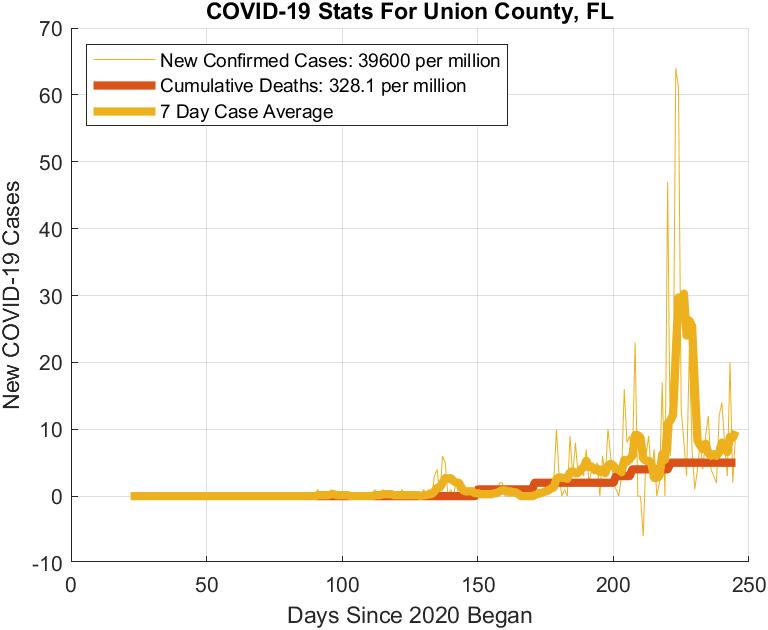 COVID-19 Stats For Union County, FL
New Confirmed Cases: 39600 per million
Cumulative Deaths: 328.1 per million
7 Day Case Average
New COVID-19 Cases
70
60
50
40
30
20
10
0
-10
0 50 100 150 200 250
Days Since 2020 Began